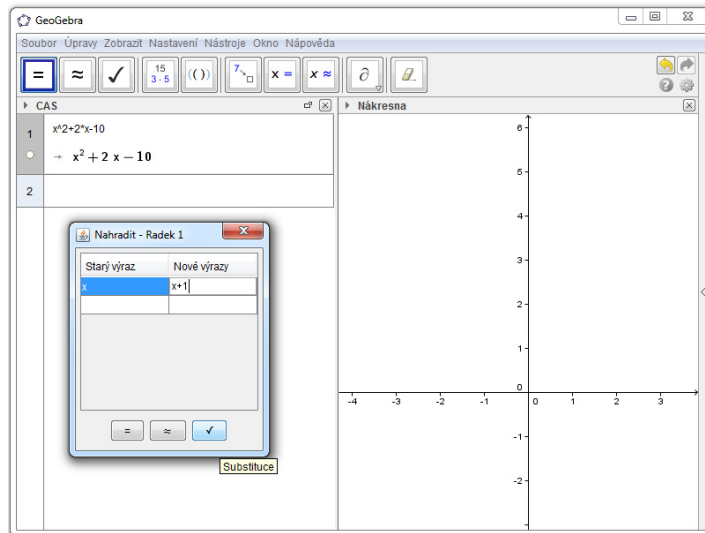 GeoGebra
Soubor Úpravy Zobrazit Nastavení Nástroje Okno Nápověda
= ≈ ✓ 15 3·5 (()) 7 x = x ≈ ∂
CAS
Nákresna
1 x^2+2*x-10
→ x² + 2 x − 10
2
Nahradit - Radek 1
Starý výraz Nové výrazy
x x+1
= ≈ ✓
Substituce
6
5
4
3
2
1
0
-4 -3 -2 -1 0 1 2 3
-1
-2